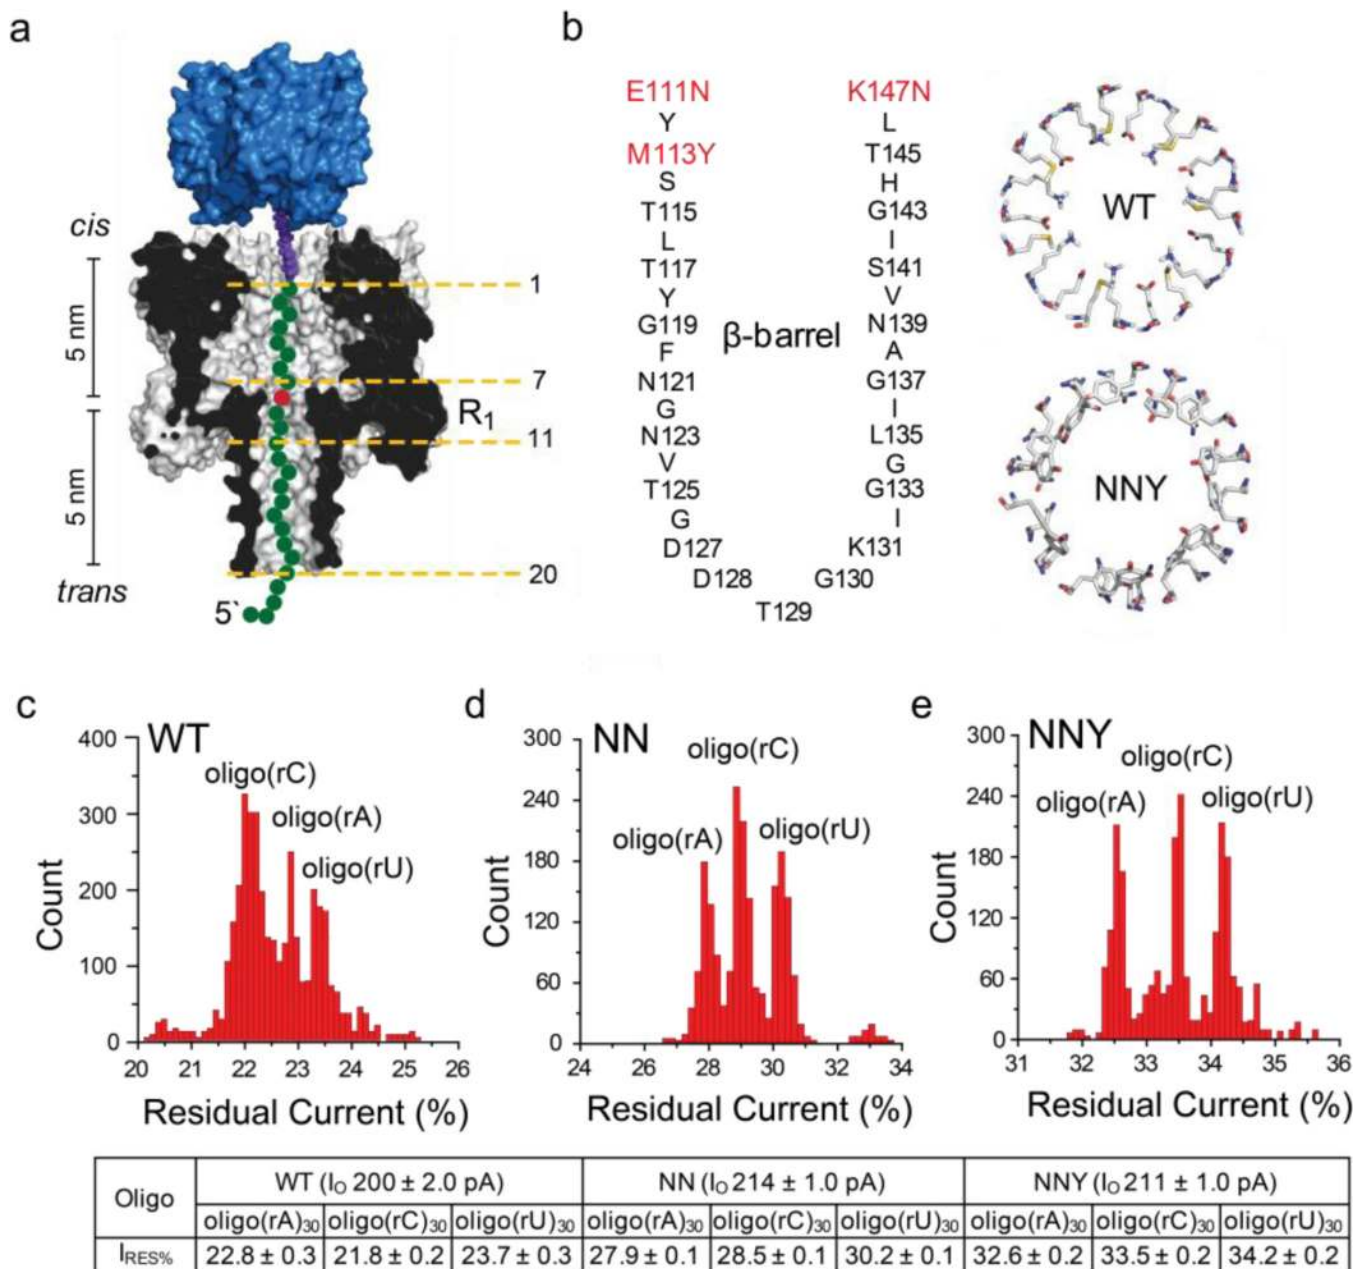 a
cis
5 nm
5 nm
trans
5`
1
7
R1
11
20
b
E111N K147N
Y L
M113Y T145
S H
T115 G143
L I
T117 S141
Y V
G119 N139
F A
β-barrel
N121 G137
G I
N123 L135
V G
T125 G133
G I
D127 K131
D128 G130
T129
WT
NNY
c
WT
oligo(rC)
oligo(rA)
oligo(rU)
Count
400
300
200
100
0
20 21 22 23 24 25 26
Residual Current (%)
d
NN
oligo(rC)
oligo(rA)
oligo(rU)
Count
300
240
180
120
60
0
24 26 28 30 32 34
Residual Current (%)
e
NNY
oligo(rC)
oligo(rA)
oligo(rU)
Count
300
240
180
120
60
0
31 32 33 34 35 36
Residual Current (%)
Oligo WT (IO 200 ± 2.0 pA) NN (IO 214 ± 1.0 pA) NNY (IO 211 ± 1.0 pA)
oligo(rA)30 oligo(rC)30 oligo(rU)30 oligo(rA)30 oligo(rC)30 oligo(rU)30 oligo(rA)30 oligo(rC)30 oligo(rU)30
IRES% 22.8 ± 0.3 21.8 ± 0.2 23.7 ± 0.3 27.9 ± 0.1 28.5 ± 0.1 30.2 ± 0.1 32.6 ± 0.2 33.5 ± 0.2 34.2 ± 0.2